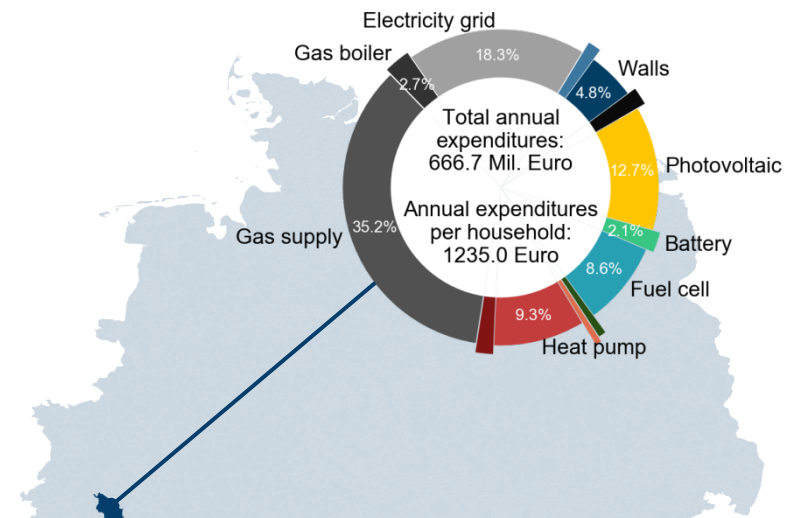 Electricity grid
Gas boiler
18.3%
Walls
2.7%
4.8%
Total annual
expenditures:
666.7 Mil. Euro
12.7%
Photovoltaic
Annual expenditures
per household:
1235.0 Euro
35.2%
Gas supply
2.1%
Battery
8.6%
Fuel cell
9.3%
Heat pump